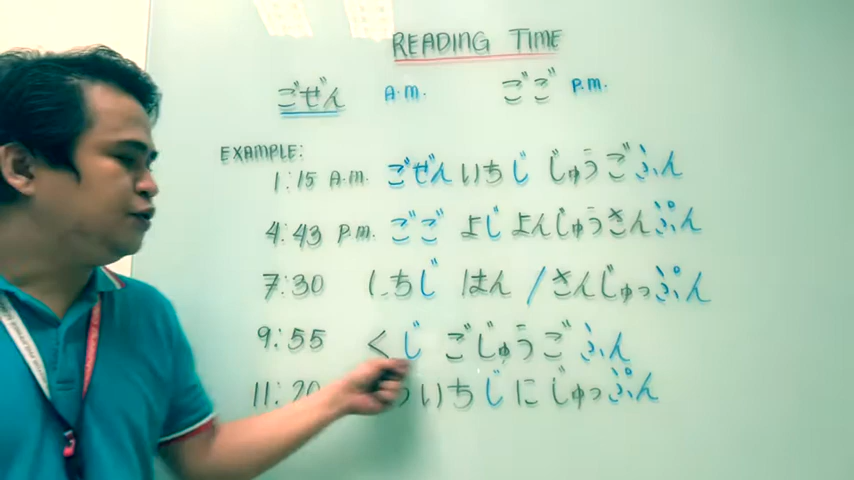 READING TIME
ごぜん A.M. ごご P.M.
EXAMPLE:
1:15 A.M. ごぜんいちじ じゅうごふん
4:43 P.M. ごご よじ よんじゅうさんぷん
7:30 しちじ はん / さんじゅっぷん
9:55 くじ ごじゅうごふん
11:20 ういちじ にじゅっぷん